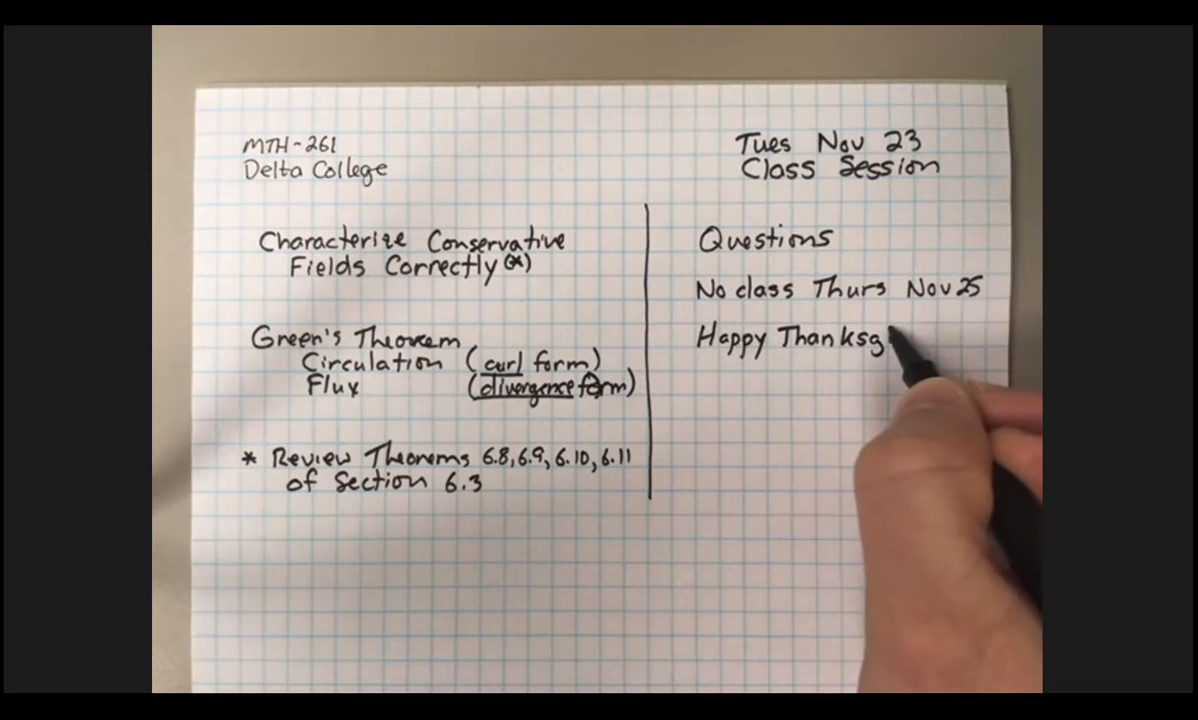 MTH-261
Delta College
Tues Nov 23
Class Session
Characterize Conservative
Fields Correctly (*)
Green's Theorem
Circulation (curl form)
Flux (divergence form)
* Review Theorems 6.8, 6.9, 6.10, 6.11
of Section 6.3
Questions
No class Thurs Nov 25
Happy Thanksg